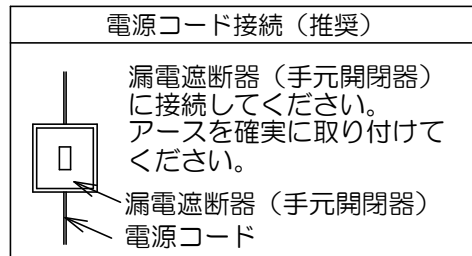 電源コード接続（推奨）
漏電遮断器（手元開閉器）
に接続してください。
アースを確実に取り付けて
ください。
漏電遮断器（手元開閉器）
電源コード